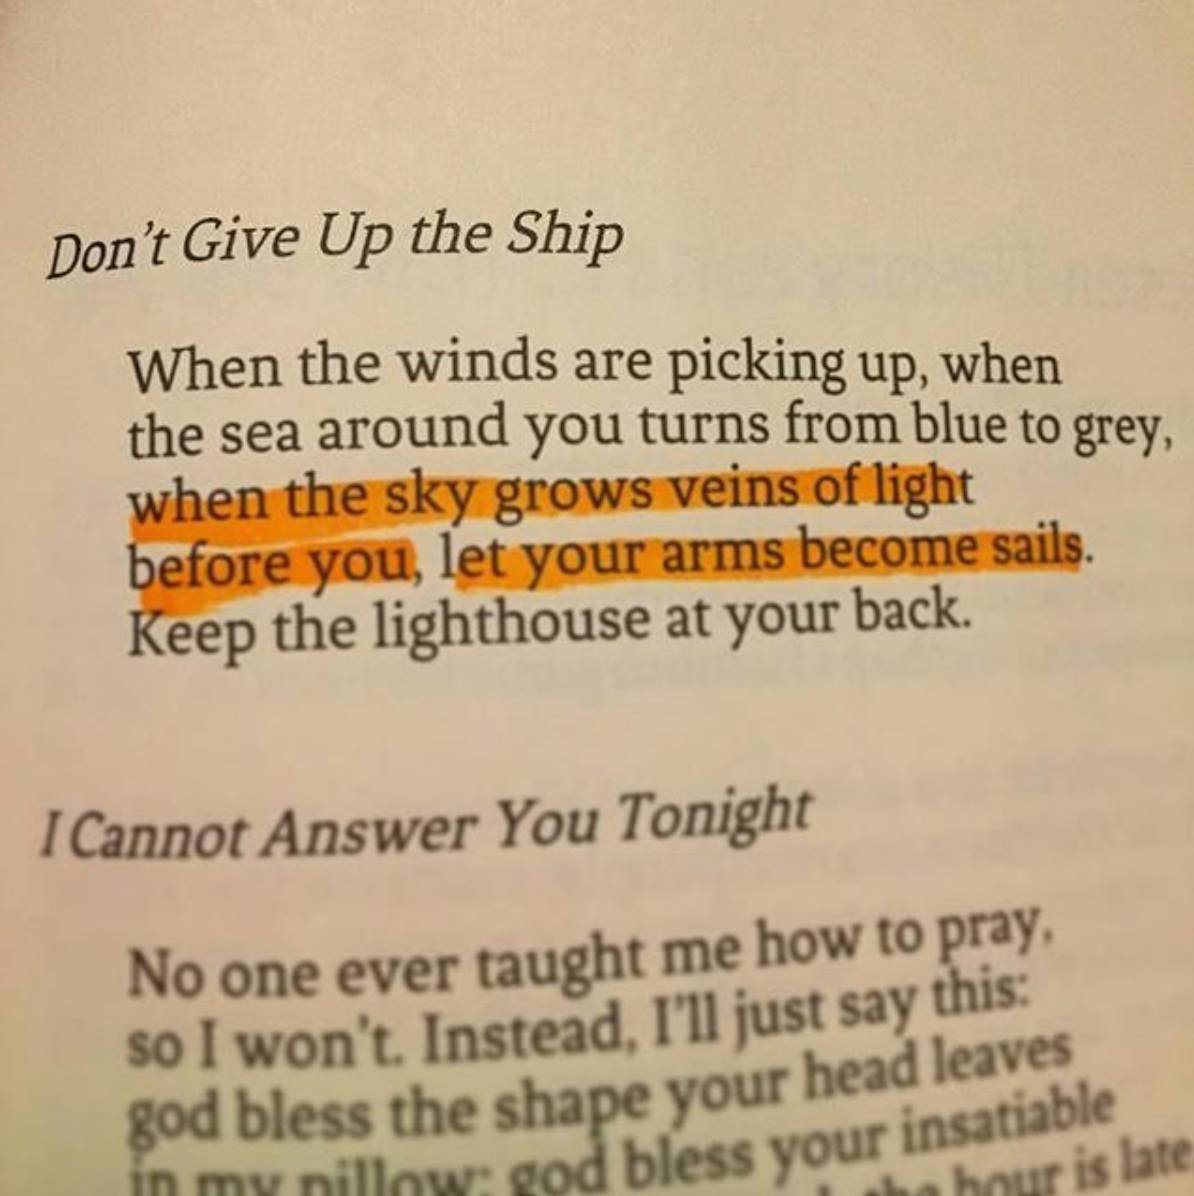 Don't Give Up the Ship
When the winds are picking up, when
the sea around you turns from blue to grey,
when the sky grows veins of light
before you, let your arms become sails.
Keep the lighthouse at your back.
I Cannot Answer You Tonight
No one ever taught me how to pray,
so I won't. Instead, I'll just say this:
god bless the shape your head leaves
in my pillow; god bless your insatiable
the hour is late